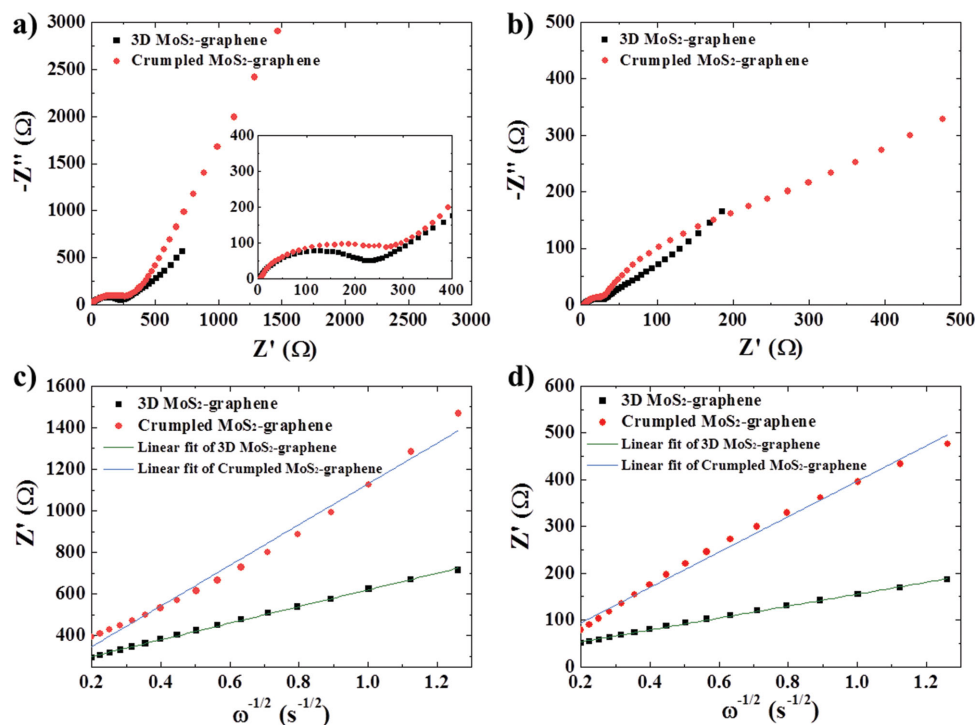 a)
3D MoS₂-graphene
Crumpled MoS₂-graphene
-Z'' (Ω)
3000
2500
2000
1500
1000
500
0
400
300
200
100
0
0 100 200 300 400
0 500 1000 1500 2000 2500 3000
Z' (Ω)
b)
3D MoS₂-graphene
Crumpled MoS₂-graphene
-Z'' (Ω)
500
400
300
200
100
0
0 100 200 300 400 500
Z' (Ω)
c)
3D MoS₂-graphene
Crumpled MoS₂-graphene
Linear fit of 3D MoS₂-graphene
Linear fit of Crumpled MoS₂-graphene
Z' (Ω)
1600
1400
1200
1000
800
600
400
0.2 0.4 0.6 0.8 1.0 1.2
ω⁻¹/² (s⁻¹/²)
d)
3D MoS₂-graphene
Crumpled MoS₂-graphene
Linear fit of 3D MoS₂-graphene
Linear fit of Crumpled MoS₂-graphene
Z' (Ω)
600
500
400
300
200
100
0
0.2 0.4 0.6 0.8 1.0 1.2
ω⁻¹/² (s⁻¹/²)